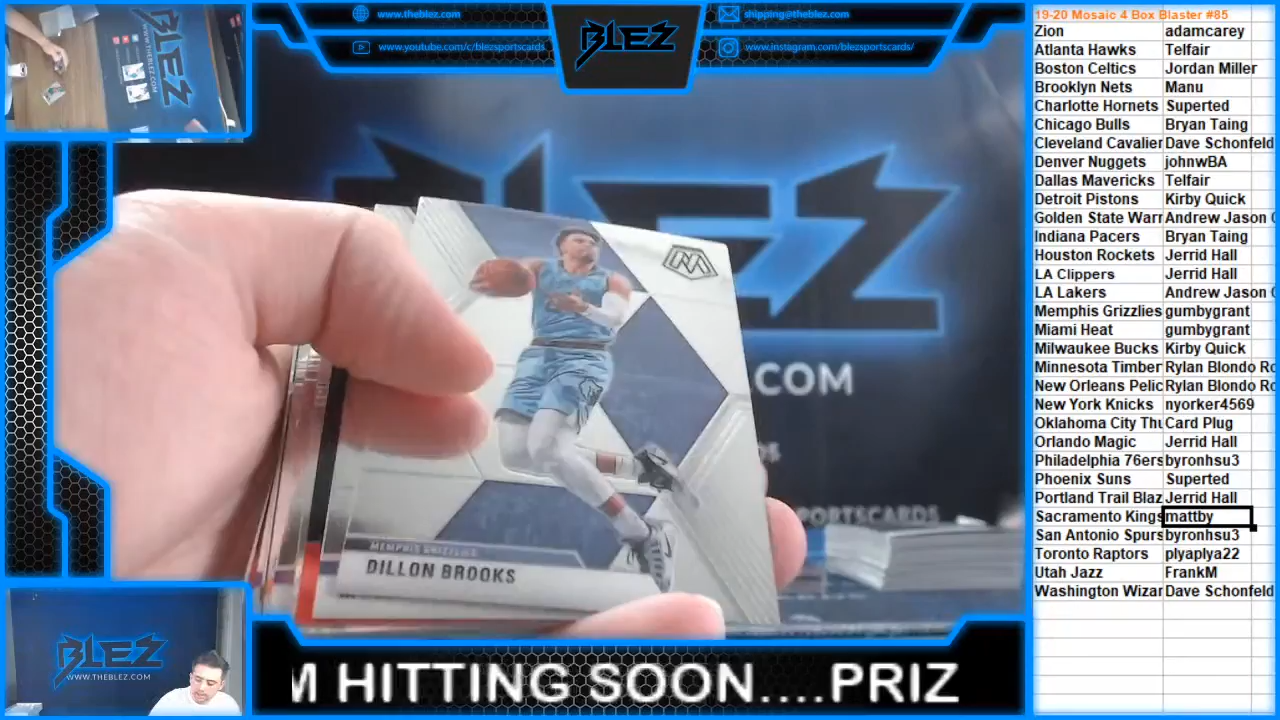 www.theblez.com
www.youtube.com/c/blezsportscards
BLEZ
shipping@theblez.com
www.instagram.com/blezsportscards/
WWW.THEBLEZ.COM
BLEZ
.COM
SPORTSCARDS
MEMPHIS GRIZZLIES
DILLON BROOKS
BLEZ
WWW.THEBLEZ.COM
M HITTING SOON....PRIZ
19-20 Mosaic 4 Box Blaster #85
Zion adamcarey
Atlanta Hawks Telfair
Boston Celtics Jordan Miller
Brooklyn Nets Manu
Charlotte Hornets Superted
Chicago Bulls Bryan Taing
Cleveland Cavalier Dave Schonfeld
Denver Nuggets johnwBA
Dallas Mavericks Telfair
Detroit Pistons Kirby Quick
Golden State Warr Andrew Jason
Indiana Pacers Bryan Taing
Houston Rockets Jerrid Hall
LA Clippers Jerrid Hall
LA Lakers Andrew Jason
Memphis Grizzlies gumbygrant
Miami Heat gumbygrant
Milwaukee Bucks Kirby Quick
Minnesota Timber Rylan Blondo Ro
New Orleans Pelic Rylan Blondo Ro
New York Knicks nyorker4569
Oklahoma City Thu Card Plug
Orlando Magic Jerrid Hall
Philadelphia 76ers byronhsu3
Phoenix Suns Superted
Portland Trail Blaz Jerrid Hall
Sacramento Kings mattby
San Antonio Spurs byronhsu3
Toronto Raptors plyaplya22
Utah Jazz FrankM
Washington Wizar Dave Schonfeld